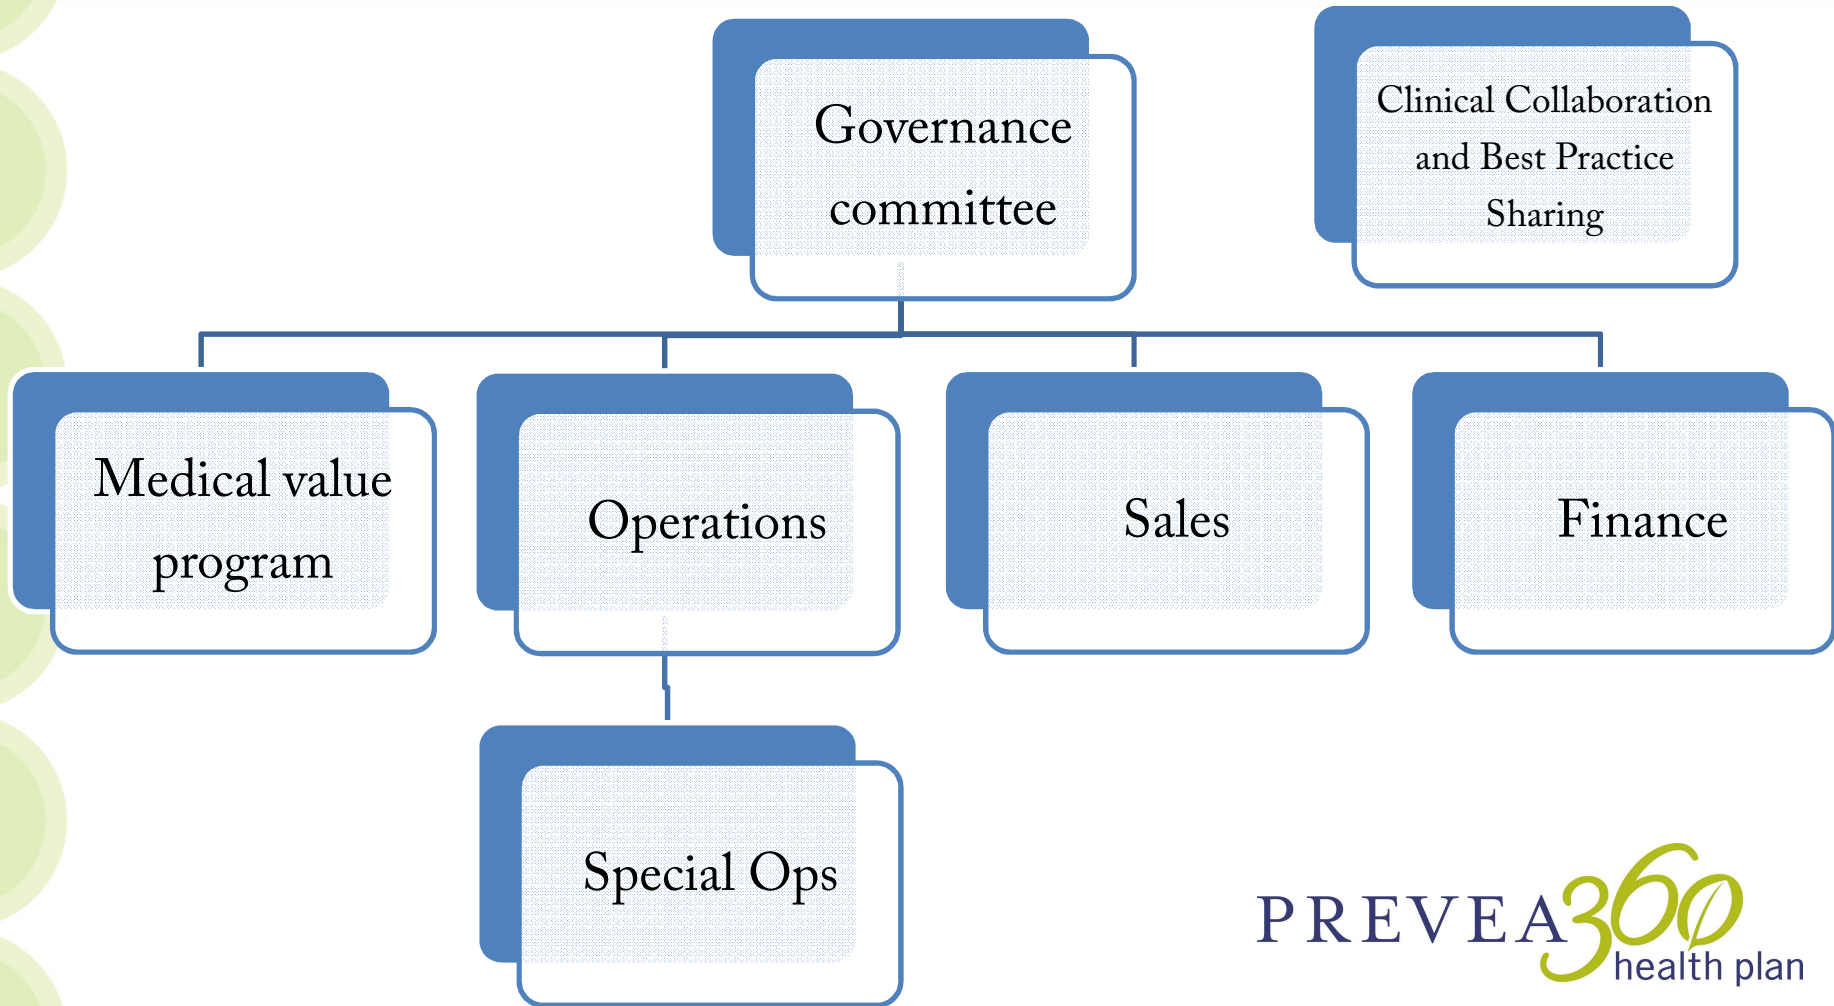 Governance
committee
Clinical Collaboration
and Best Practice
Sharing
Medical value
program
Operations
Sales
Finance
Special Ops
PREVEA360
health plan